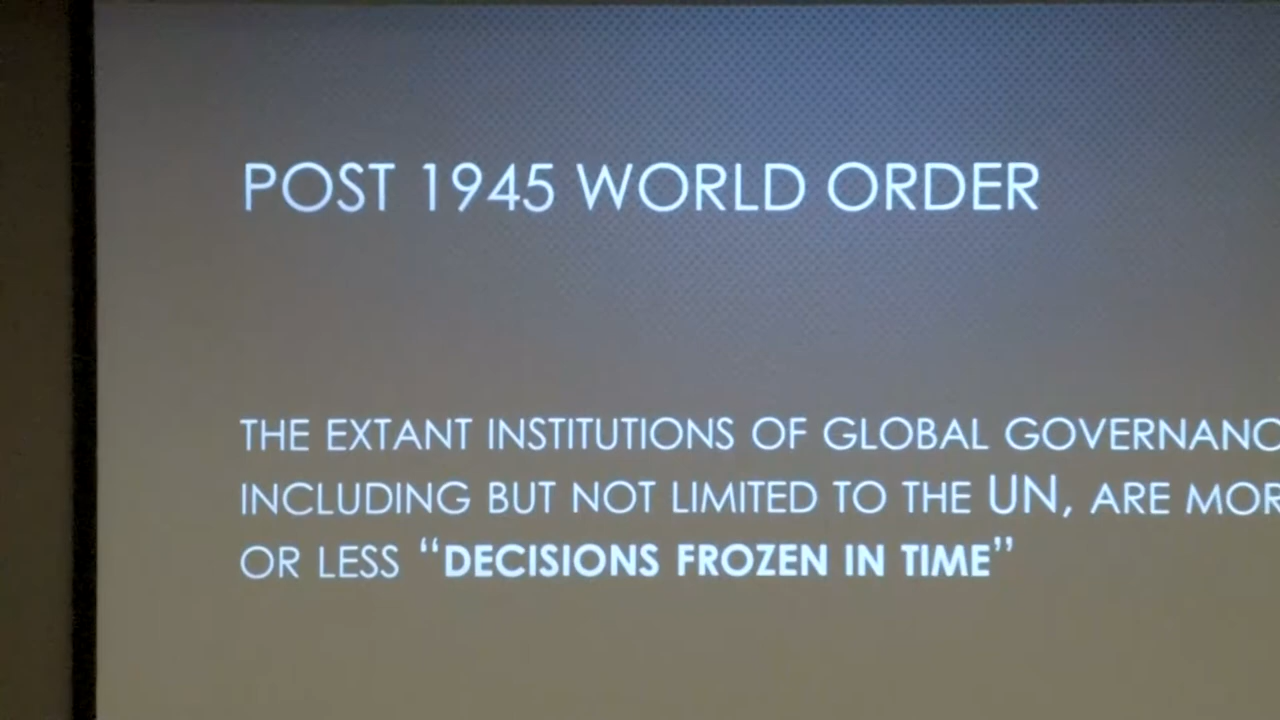 POST 1945 WORLD ORDER
THE EXTANT INSTITUTIONS OF GLOBAL GOVERNANC
INCLUDING BUT NOT LIMITED TO THE UN, ARE MOR
OR LESS “DECISIONS FROZEN IN TIME”